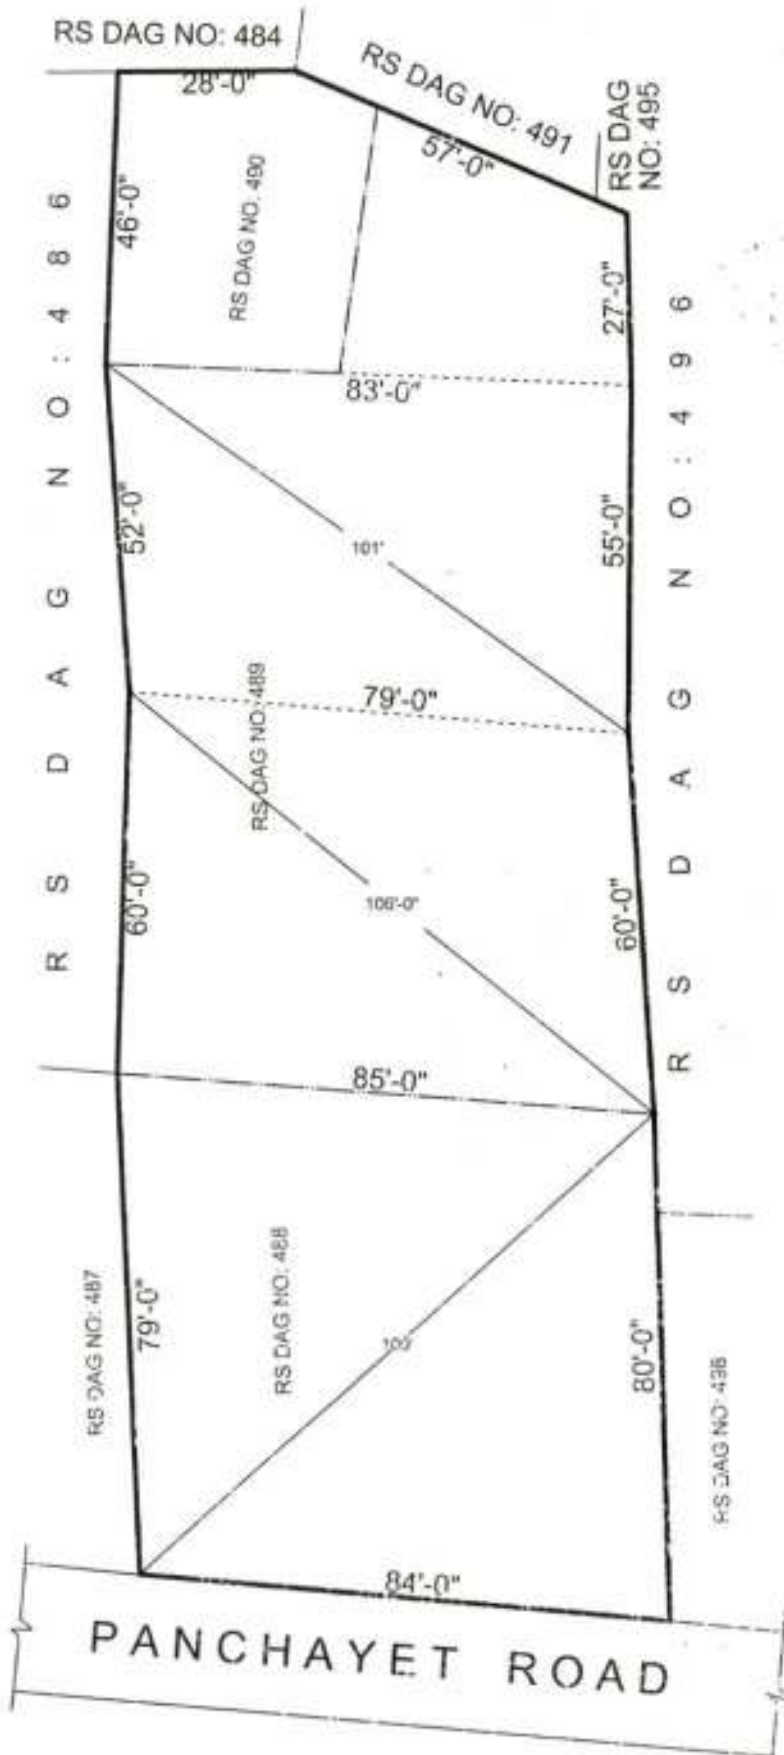 RS DAG NO: 484
RS DAG NO: 491
RS DAG
NO: 495
28'-0"
57'-0"
46'-0"
RS DAG NO: 490
27'-0"
83'-0"
RS DAG NO: 486
RS DAG NO: 496
52'-0"
101'
55'-0"
79'-0"
RS DAG NO: 489
60'-0"
106'-0"
60'-0"
85'-0"
RS DAG NO: 487
79'-0"
RS DAG NO: 488
80'-0"
RS DAG NO:
84'-0"
PANCHAYET ROAD